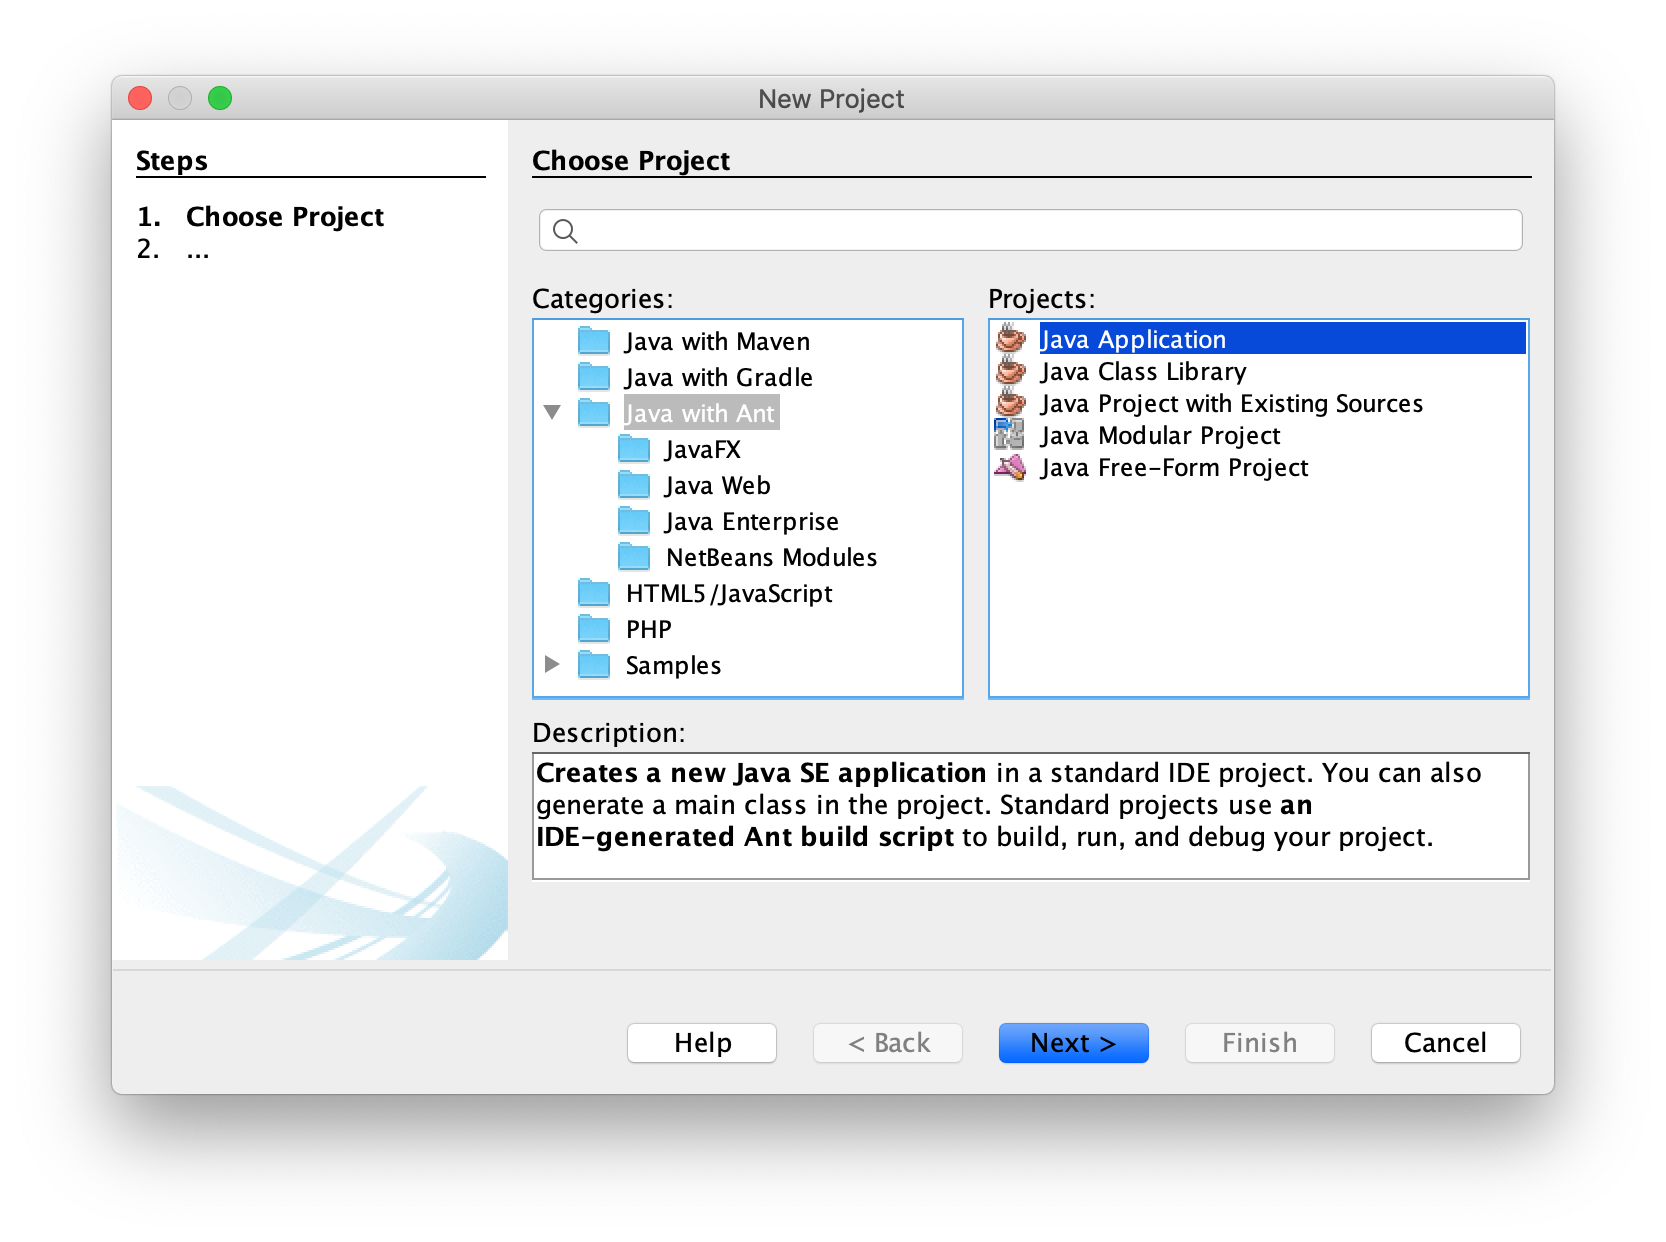 New Project
Steps
1. Choose Project
2. ...
Choose Project
Categories:
Java with Maven
Java with Gradle
Java with Ant
JavaFX
Java Web
Java Enterprise
NetBeans Modules
HTML5/JavaScript
PHP
Samples
Projects:
Java Application
Java Class Library
Java Project with Existing Sources
Java Modular Project
Java Free-Form Project
Description:
Creates a new Java SE application in a standard IDE project. You can also
generate a main class in the project. Standard projects use an
IDE-generated Ant build script to build, run, and debug your project.
Help
< Back
Next >
Finish
Cancel